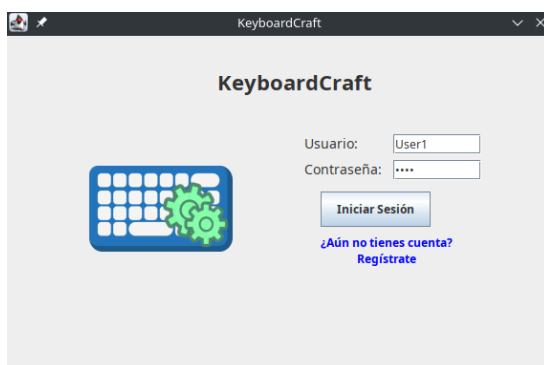 KeyboardCraft
KeyboardCraft
Usuario: User1
Contraseña: ••••
Iniciar Sesión
¿Aún no tienes cuenta?
Regístrate